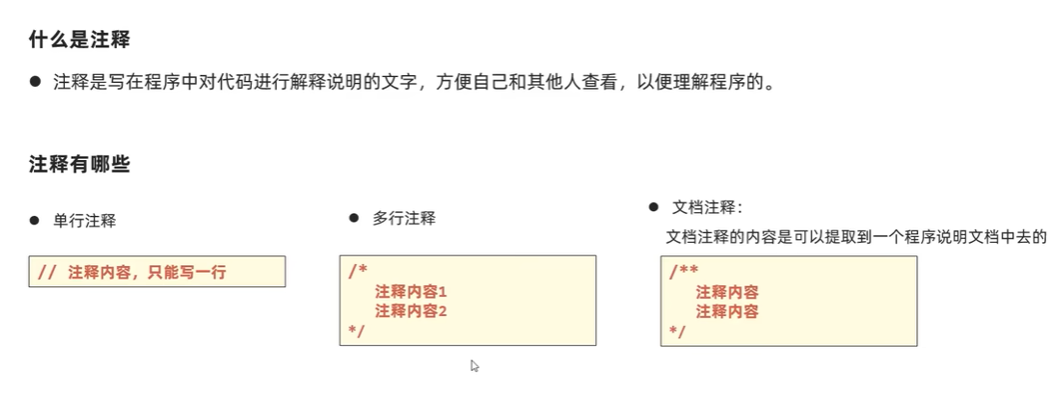 什么是注释
● 注释是写在程序中对代码进行解释说明的文字，方便自己和其他人查看，以便理解程序的。
注释有哪些
● 单行注释
// 注释内容，只能写一行
● 多行注释
/*
注释内容1
注释内容2
*/
● 文档注释：
文档注释的内容是可以提取到一个程序说明文档中去的
/**
注释内容
注释内容
*/